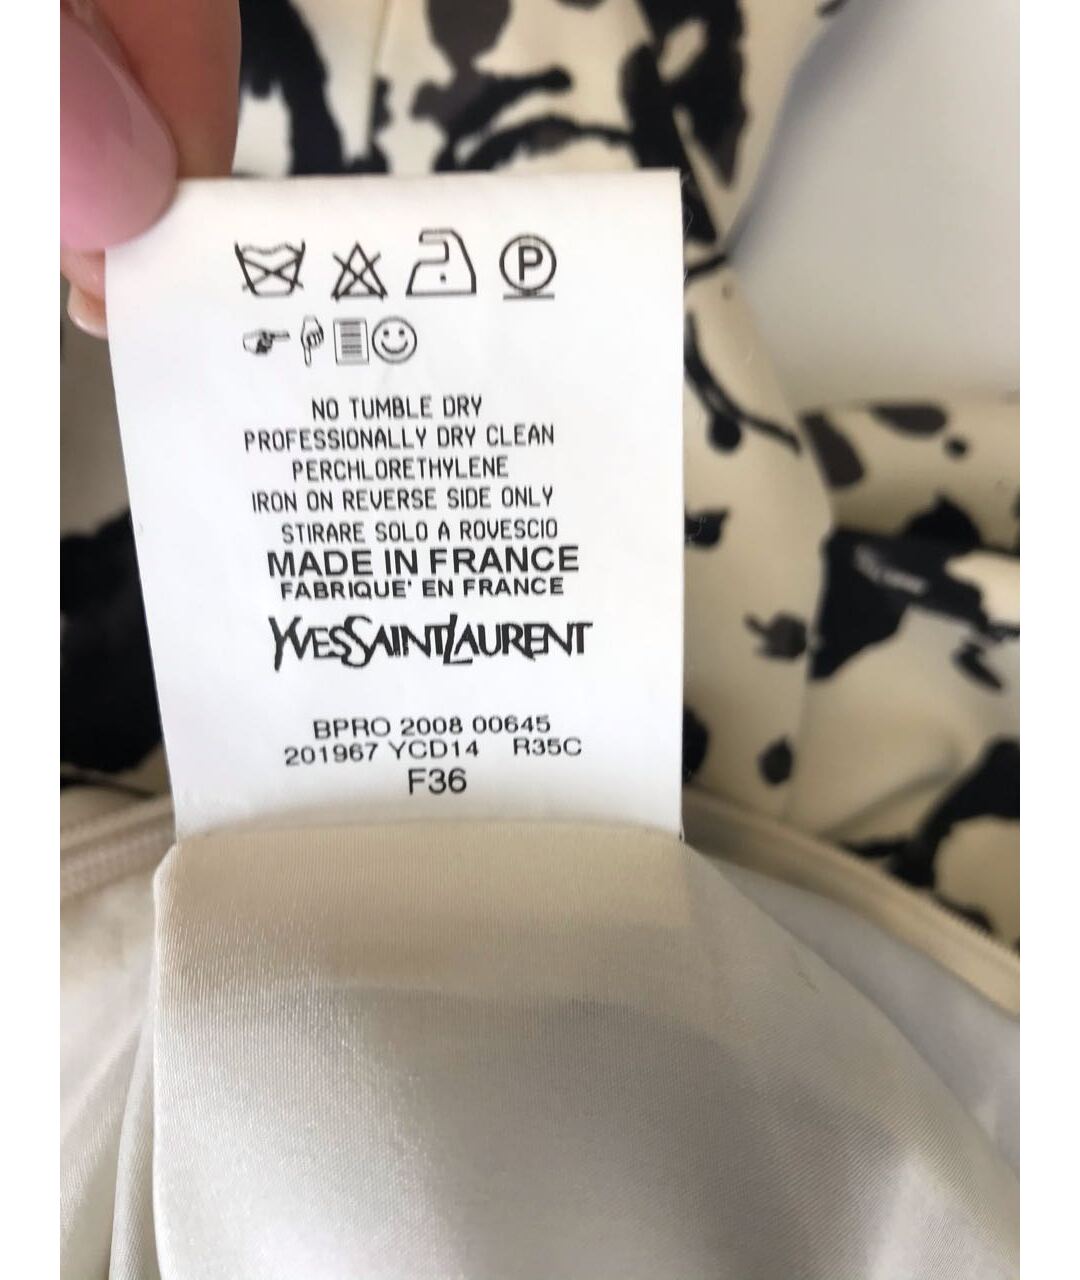 P
NO TUMBLE DRY
PROFESSIONALLY DRY CLEAN
PERCHLORETHYLENE
IRON ON REVERSE SIDE ONLY
STIRARE SOLO A ROVESCIO
MADE IN FRANCE
FABRIQUE' EN FRANCE
YVESSAINTLAURENT
BPRO 2008 00645
201967 YCD14 R35C
F36